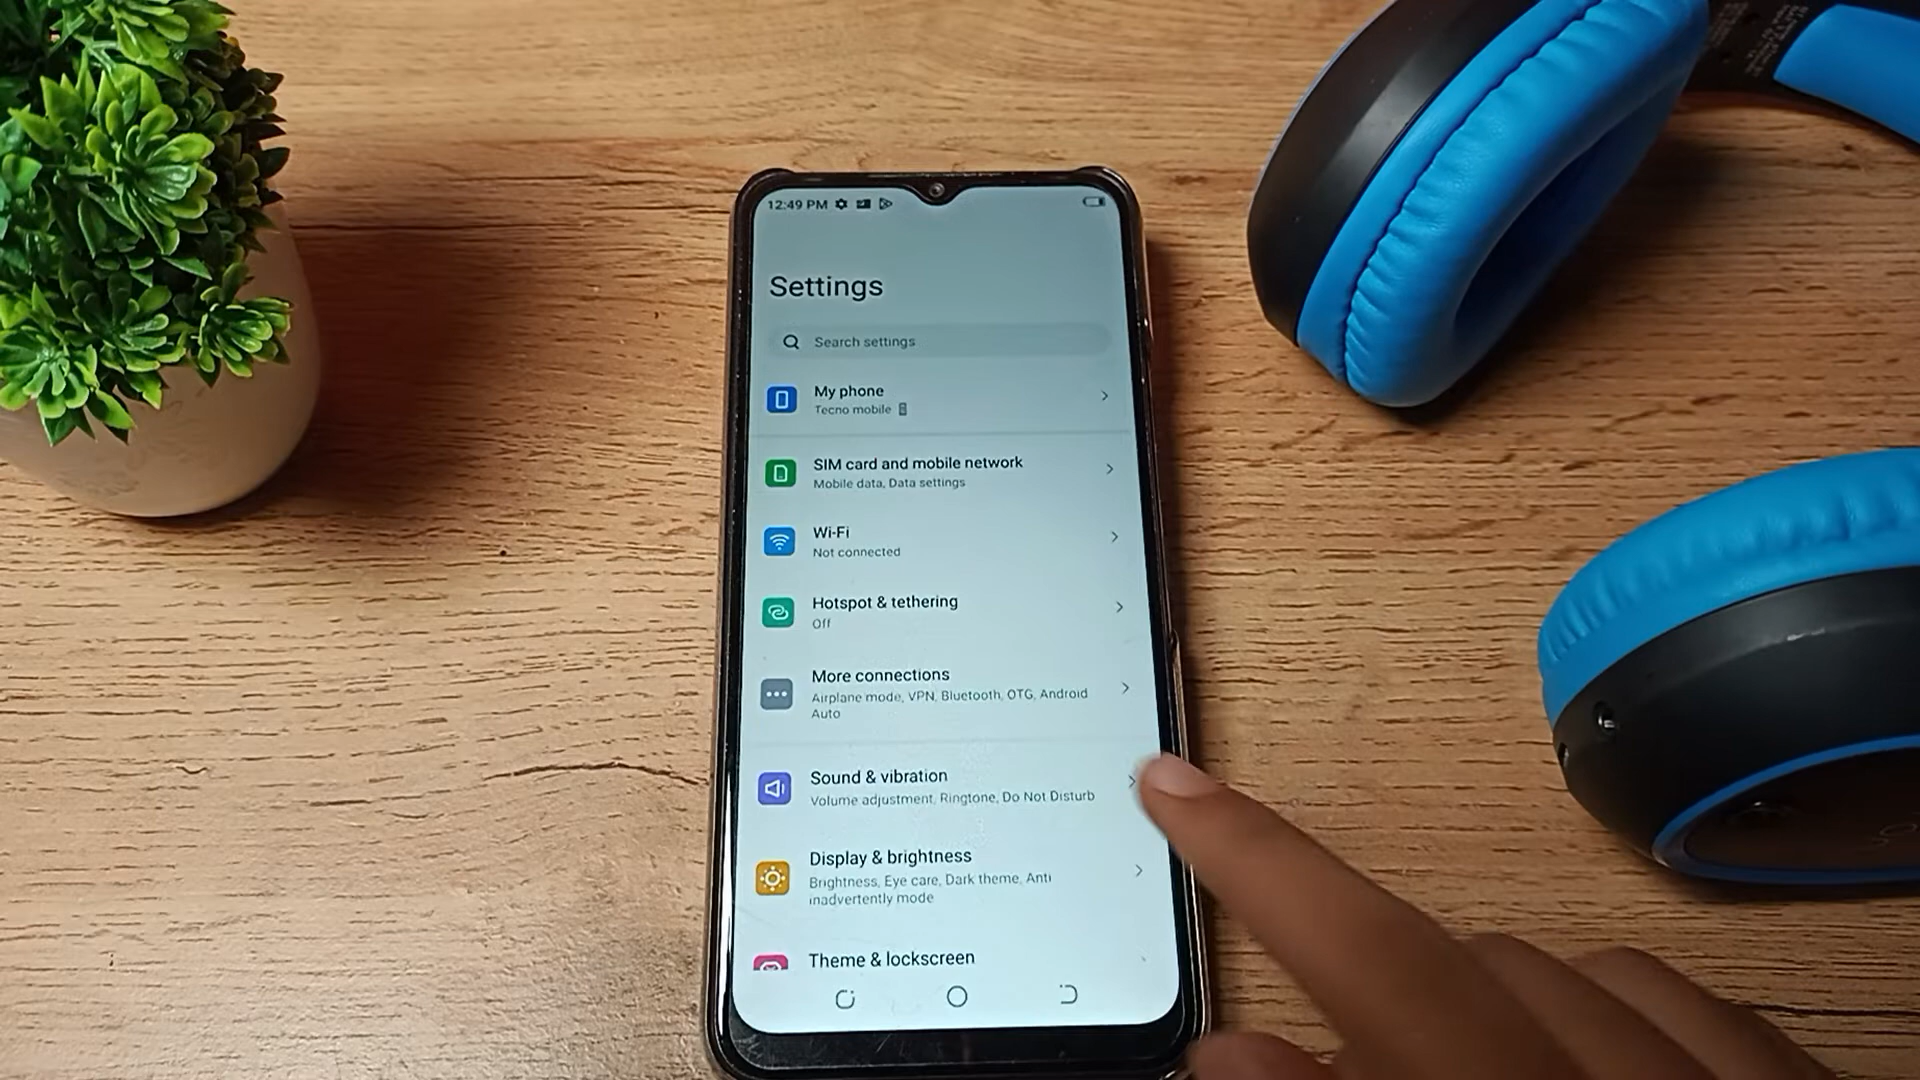 12:49 PM
Settings
Search settings
My phone
Tecno mobile
SIM card and mobile network
Mobile data, Data settings
Wi-Fi
Not connected
Hotspot & tethering
Off
More connections
Airplane mode, VPN, Bluetooth, OTG, Android
Auto
Sound & vibration
Volume adjustment, Ringtone, Do Not Disturb
Display & brightness
Brightness, Eye care, Dark theme, Anti
inadvertently mode
Theme & lockscreen